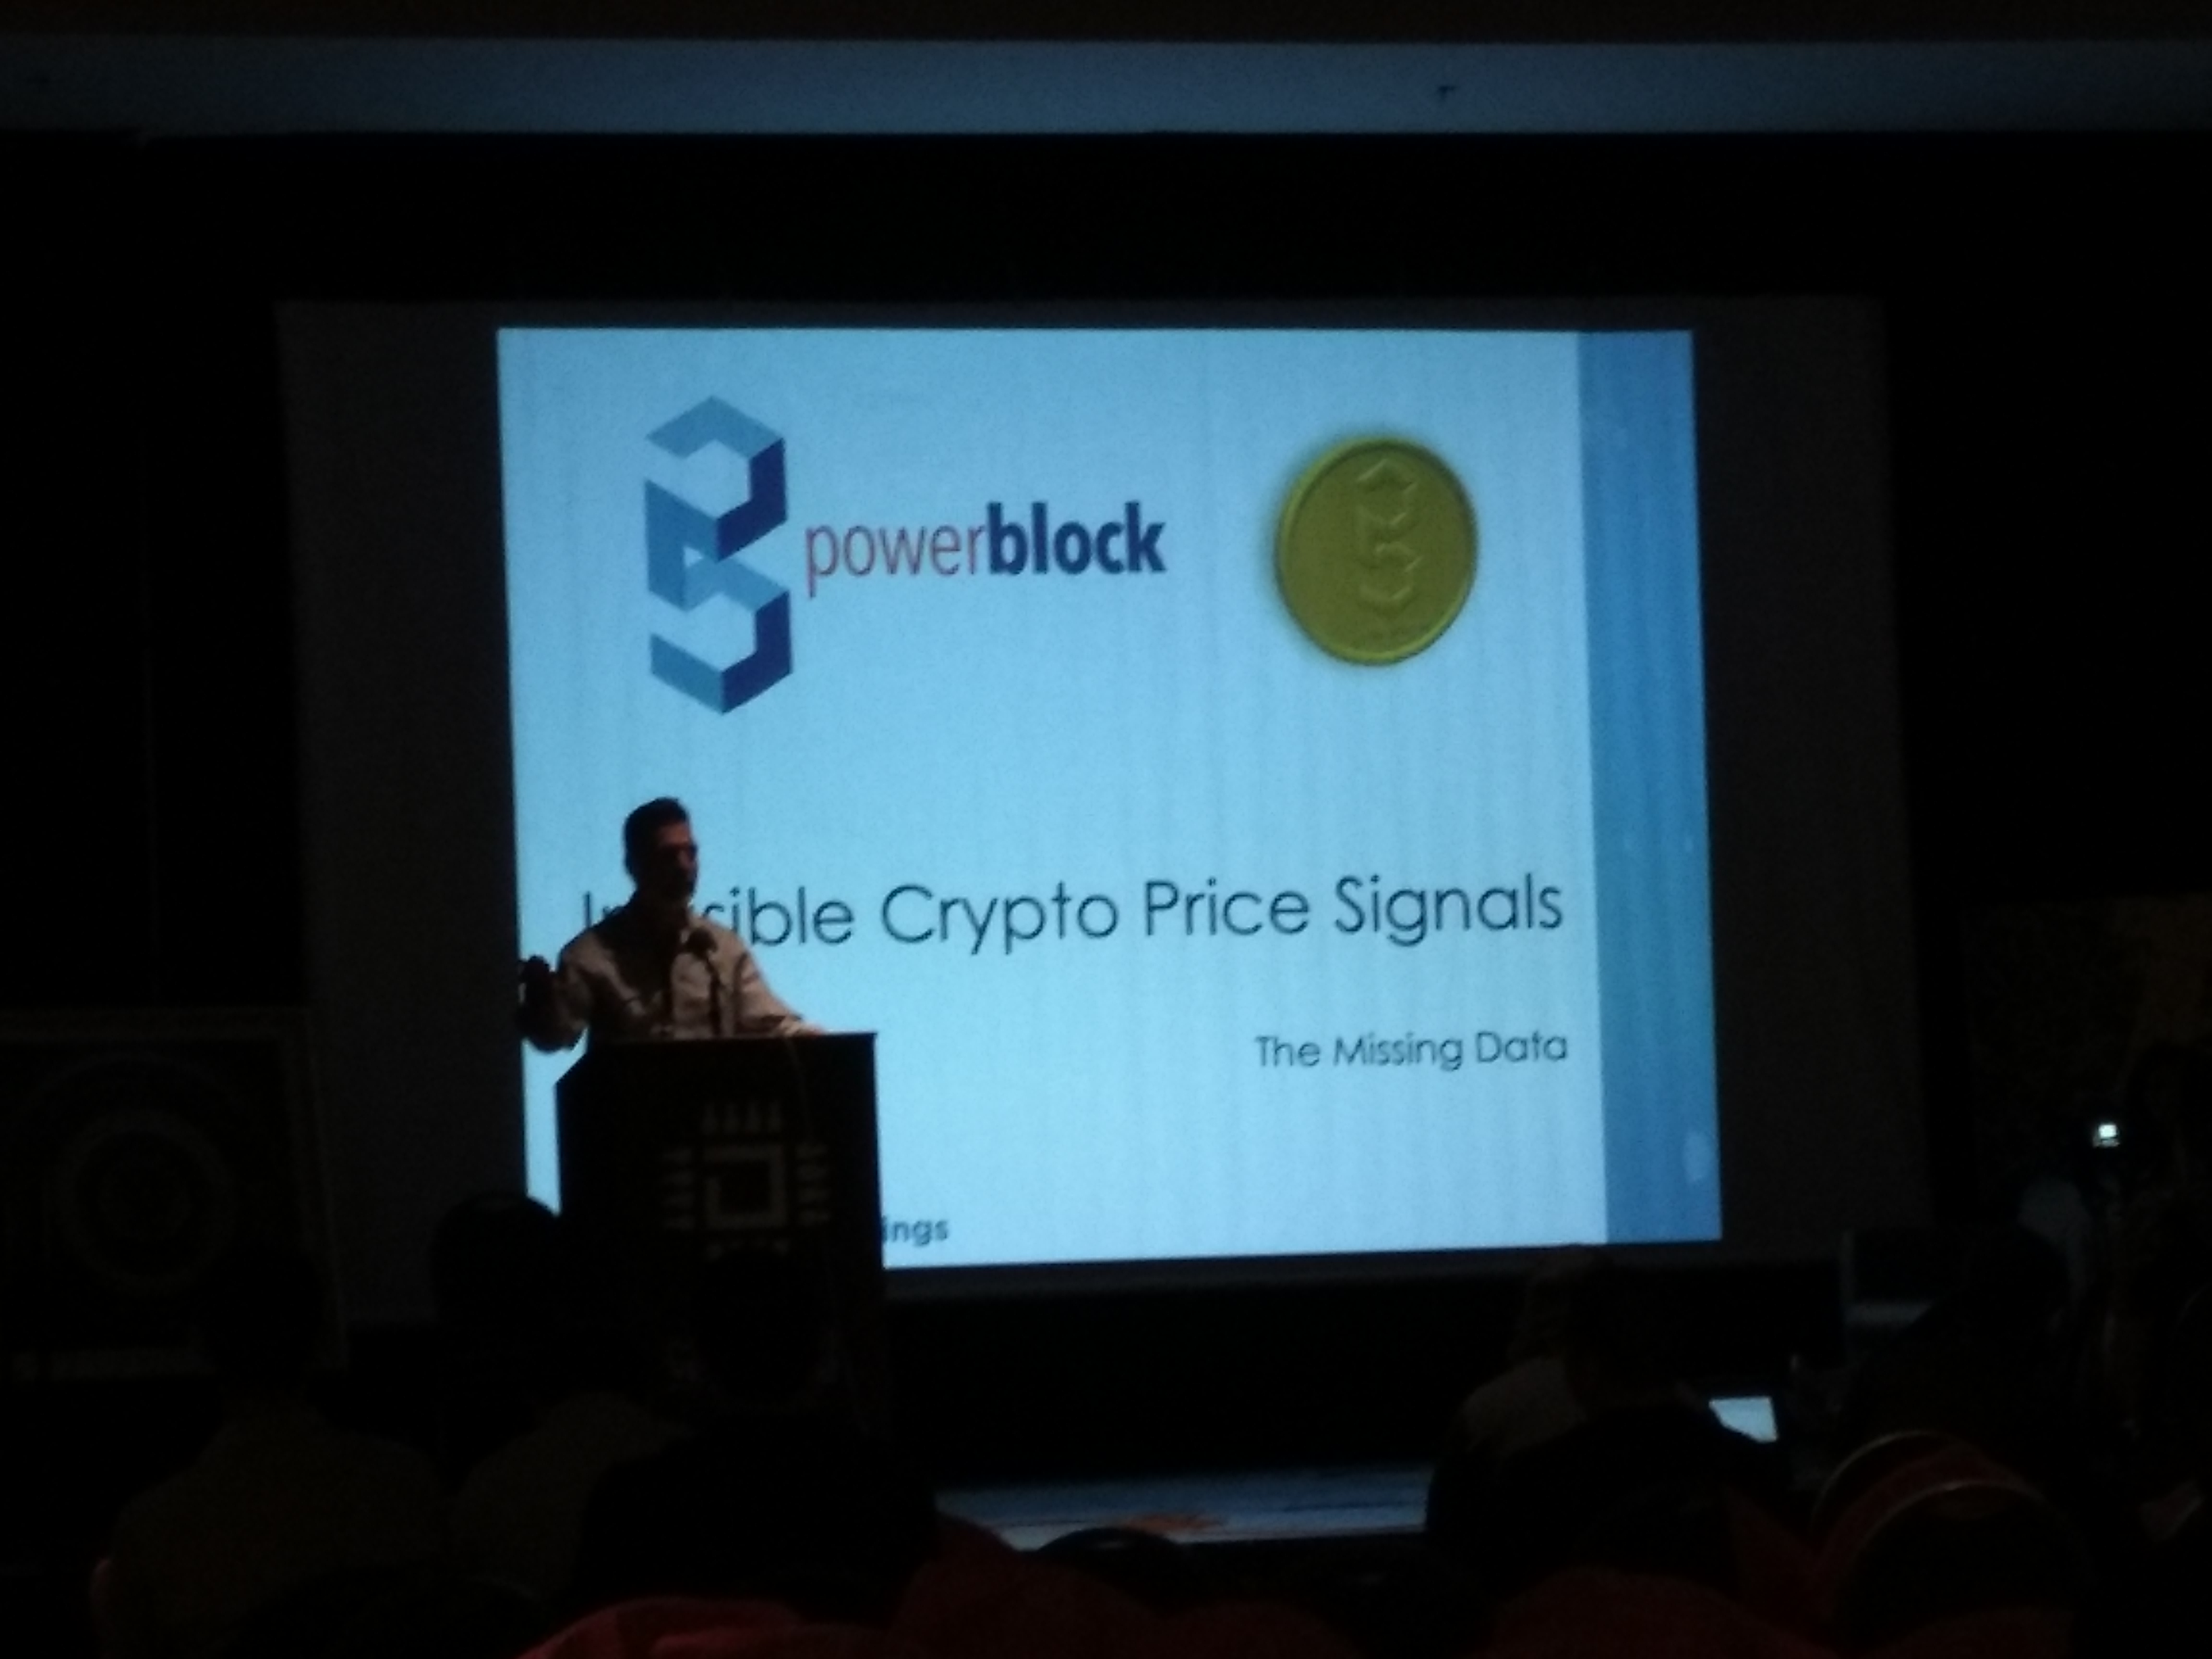 powerblock
Crypto Price Signals
The Missing Data